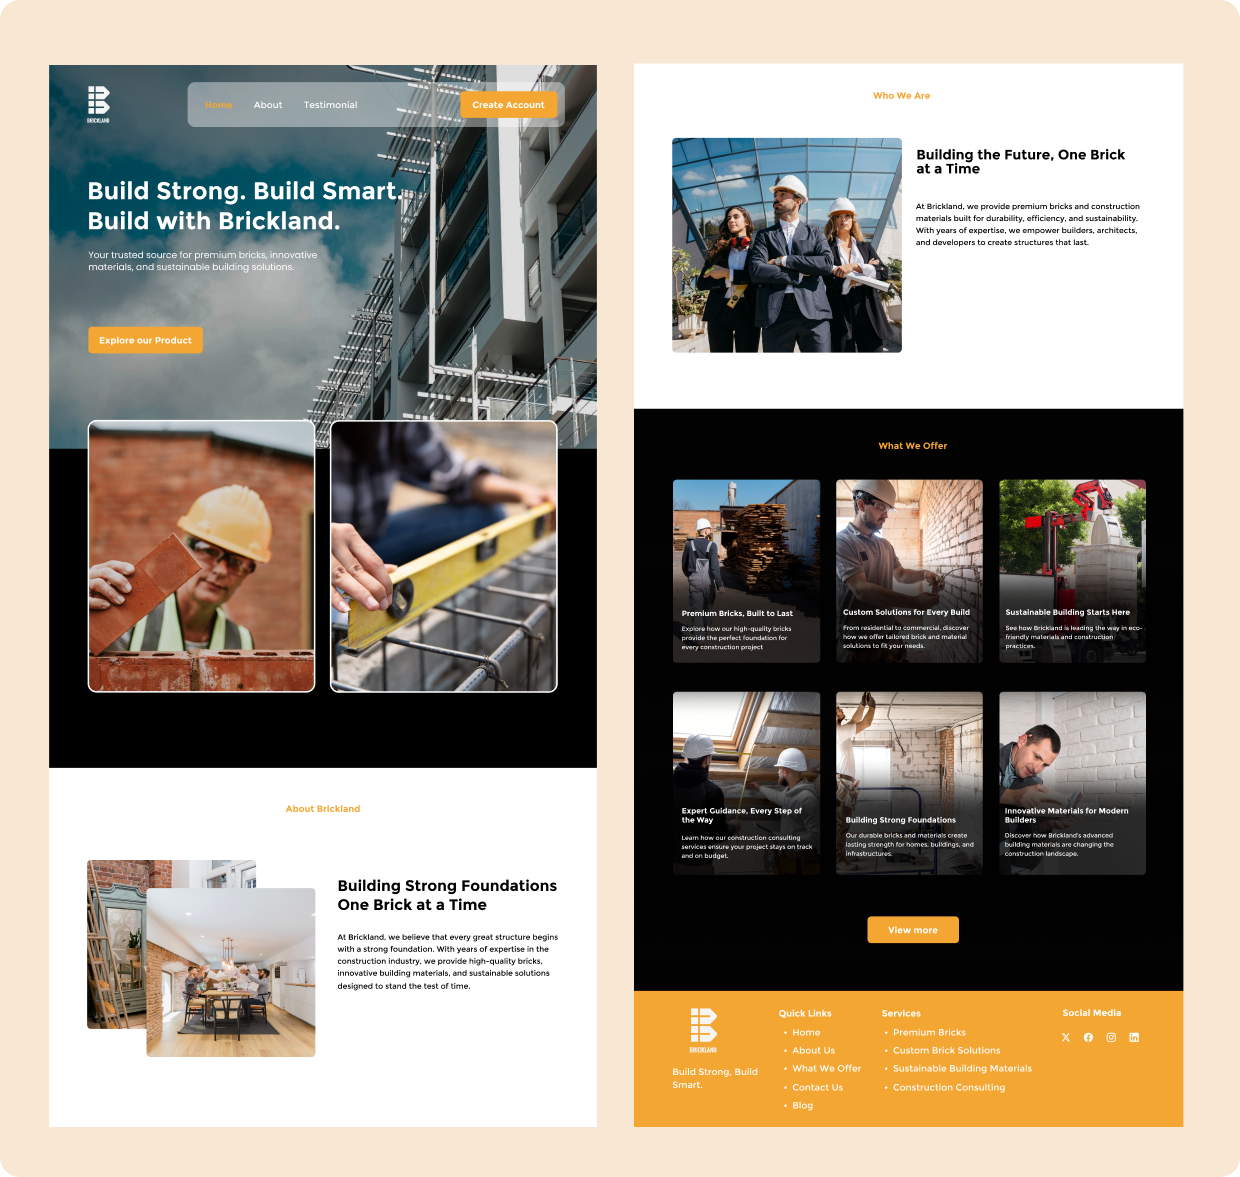 BRICKLAND
Home
About
Testimonial
Create Account
Build Strong. Build Smart.
Build with Brickland.
Your trusted source for premium bricks, innovative
materials, and sustainable building solutions.
Explore our Product
About Brickland
Building Strong Foundations
One Brick at a Time
At Brickland, we believe that every great structure begins
with a strong foundation. With years of expertise in the
construction industry, we provide high-quality bricks,
innovative building materials, and sustainable solutions
designed to stand the test of time.
Who We Are
Building the Future, One Brick
at a Time
At Brickland, we provide premium bricks and construction
materials built for durability, efficiency, and sustainability.
With years of expertise, we empower builders, architects,
and developers to create structures that last.
What We Offer
Premium Bricks, Built to Last
Explore how our high-quality bricks
provide the perfect foundation for
every construction project
Custom Solutions for Every Build
From residential to commercial, discover
how we offer tailored brick and material
solutions to fit your needs.
Sustainable Building Starts Here
See how Brickland is leading the way in eco-
friendly materials and construction
practices.
Expert Guidance, Every Step of
the Way
Learn how our construction consulting
services ensure your project stays on track
and on budget.
Building Strong Foundations
Our durable bricks and materials create
lasting strength for homes, buildings, and
infrastructures.
Innovative Materials for Modern
Builders
Discover how Brickland's advanced
building materials are changing the
construction landscape.
View more
BRICKLAND
Build Strong, Build
Smart.
Quick Links
• Home
• About Us
• What We Offer
• Contact Us
• Blog
Services
• Premium Bricks
• Custom Brick Solutions
• Sustainable Building Materials
• Construction Consulting
Social Media